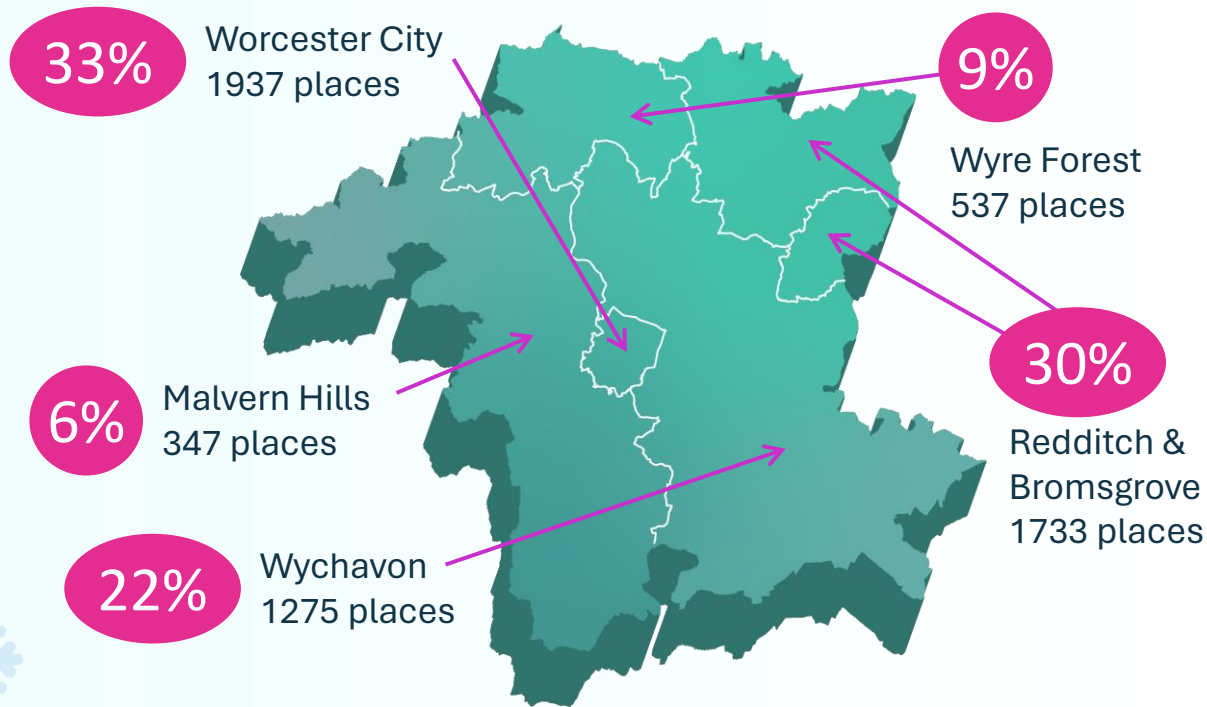 33%
Worcester City
1937 places
9%
Wyre Forest
537 places
6%
Malvern Hills
347 places
30%
Redditch &
Bromsgrove
1733 places
22%
Wychavon
1275 places